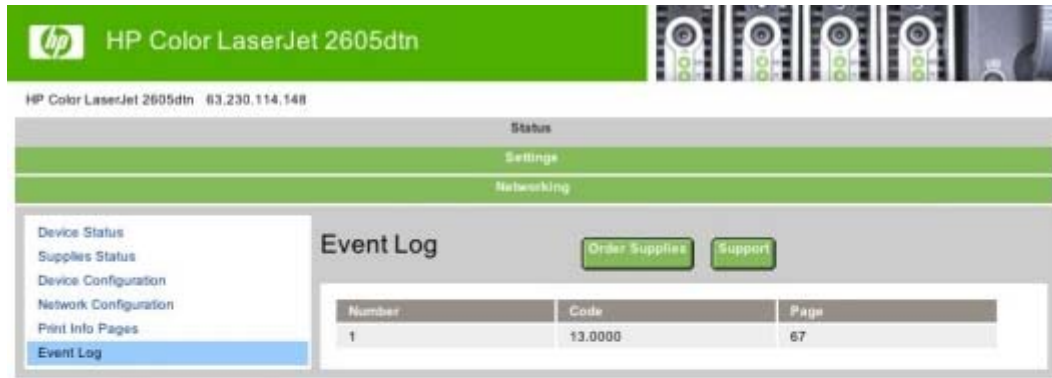 hp HP Color LaserJet 2605dtn
HP Color LaserJet 2605dtn 63.230.114.148
Status
Settings
Networking
Device Status
Supplies Status
Device Configuration
Network Configuration
Print Info Pages
Event Log
Event Log
Order Supplies Support
Number Code Page
1 13.0000 67